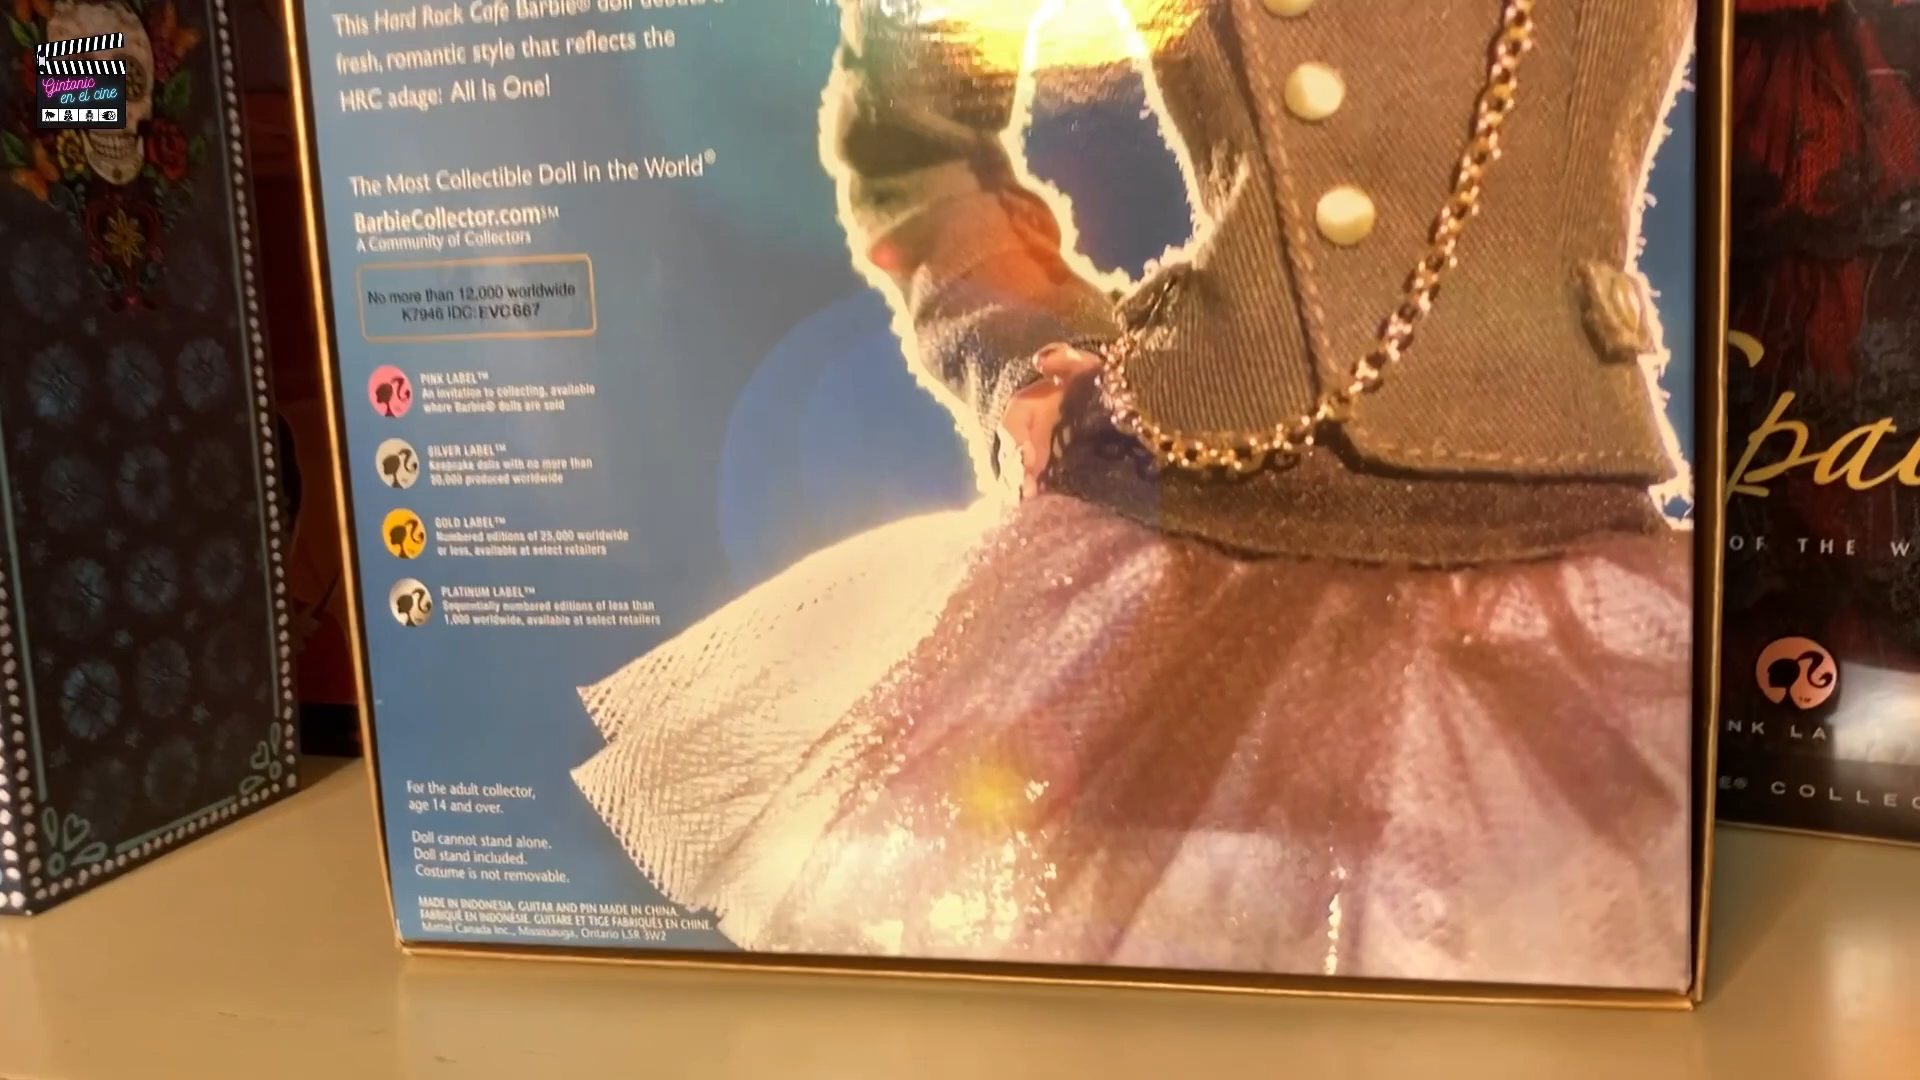 Gintonic
en el cine
This Hard Rock Cafe Barbie® doll
fresh, romantic style that reflects the
HRC adage: All Is One!
The Most Collectible Doll in the World®
BarbieCollector.comSM
A Community of Collectors
No more than 12,000 worldwide
K7946 IDC: EVC667
PINK LABEL™
An invitation to collecting, available
where Barbie® dolls are sold
SILVER LABEL™
Keepsake dolls with no more than
50,000 produced worldwide
GOLD LABEL™
Numbered editions of 25,000 worldwide
or less, available at select retailers
PLATINUM LABEL™
Sequentially numbered editions of less than
1,000 worldwide, available at select retailers
For the adult collector,
age 14 and over.
Doll cannot stand alone.
Doll stand included.
Costume is not removable.
MADE IN INDONESIA. GUITAR AND PIN MADE IN CHINA.
FABRIQUÉ EN INDONÉSIE. GUITARE ET TIGE FABRIQUÉS EN CHINE.
Mattel Canada Inc., Mississauga, Ontario L5R 3W2
Spai
OF THE W
NK LA
E® COLLEC